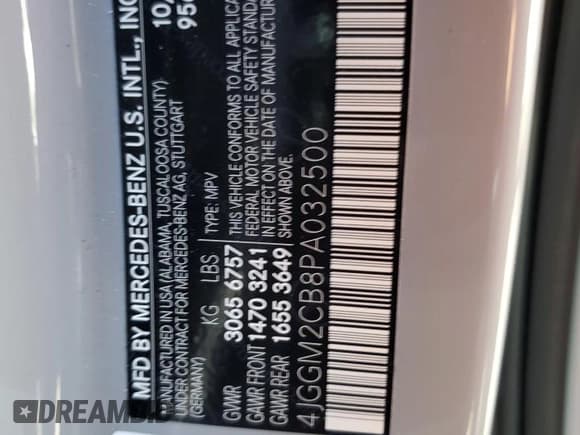 MFD BY MERCEDES-BENZ U.S. INTL., INC
10/
MANUFACTURED IN USA (ALABAMA, TUSCALOOSA COUNTY)
UNDER CONTRACT FOR MERCEDES-BENZ AG, STUTTGART
(GERMANY)
KG LBS TYPE: MPV
GVWR 3065 6757 THIS VEHICLE CONFORMS TO ALL APPLICA
GAWR FRONT 1470 3241 FEDERAL MOTOR VEHICLE SAFETY STANDAR
GAWR REAR 1655 3649 IN EFFECT ON THE DATE OF MANUFACTUR
SHOWN ABOVE.
4JGGM2CB8PA032500